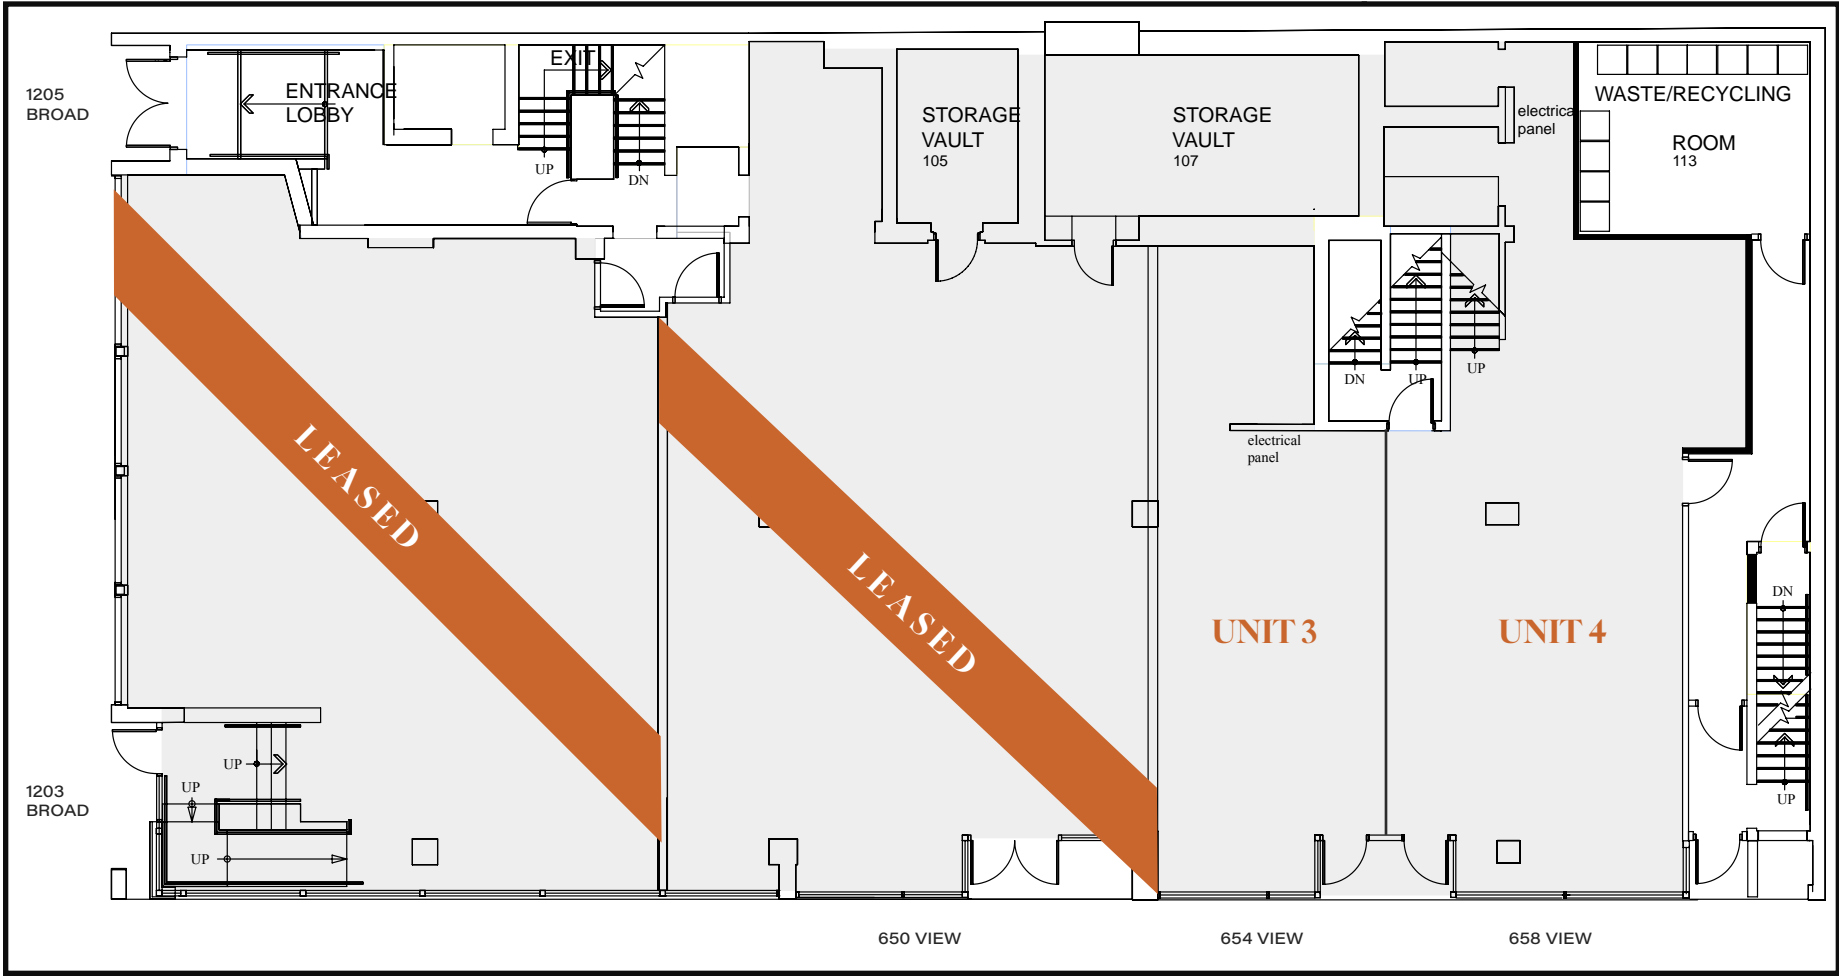 EXIT
1205
BROAD
ENTRANCE
LOBBY
UP
DN
STORAGE
VAULT
105
STORAGE
VAULT
107
electrical
panel
WASTE/RECYCLING
ROOM
113
DN
UP
UP
electrical
panel
LEASED
LEASED
UNIT 3
UNIT 4
DN
UP
1203
BROAD
UP
UP
UP
650 VIEW
654 VIEW
658 VIEW